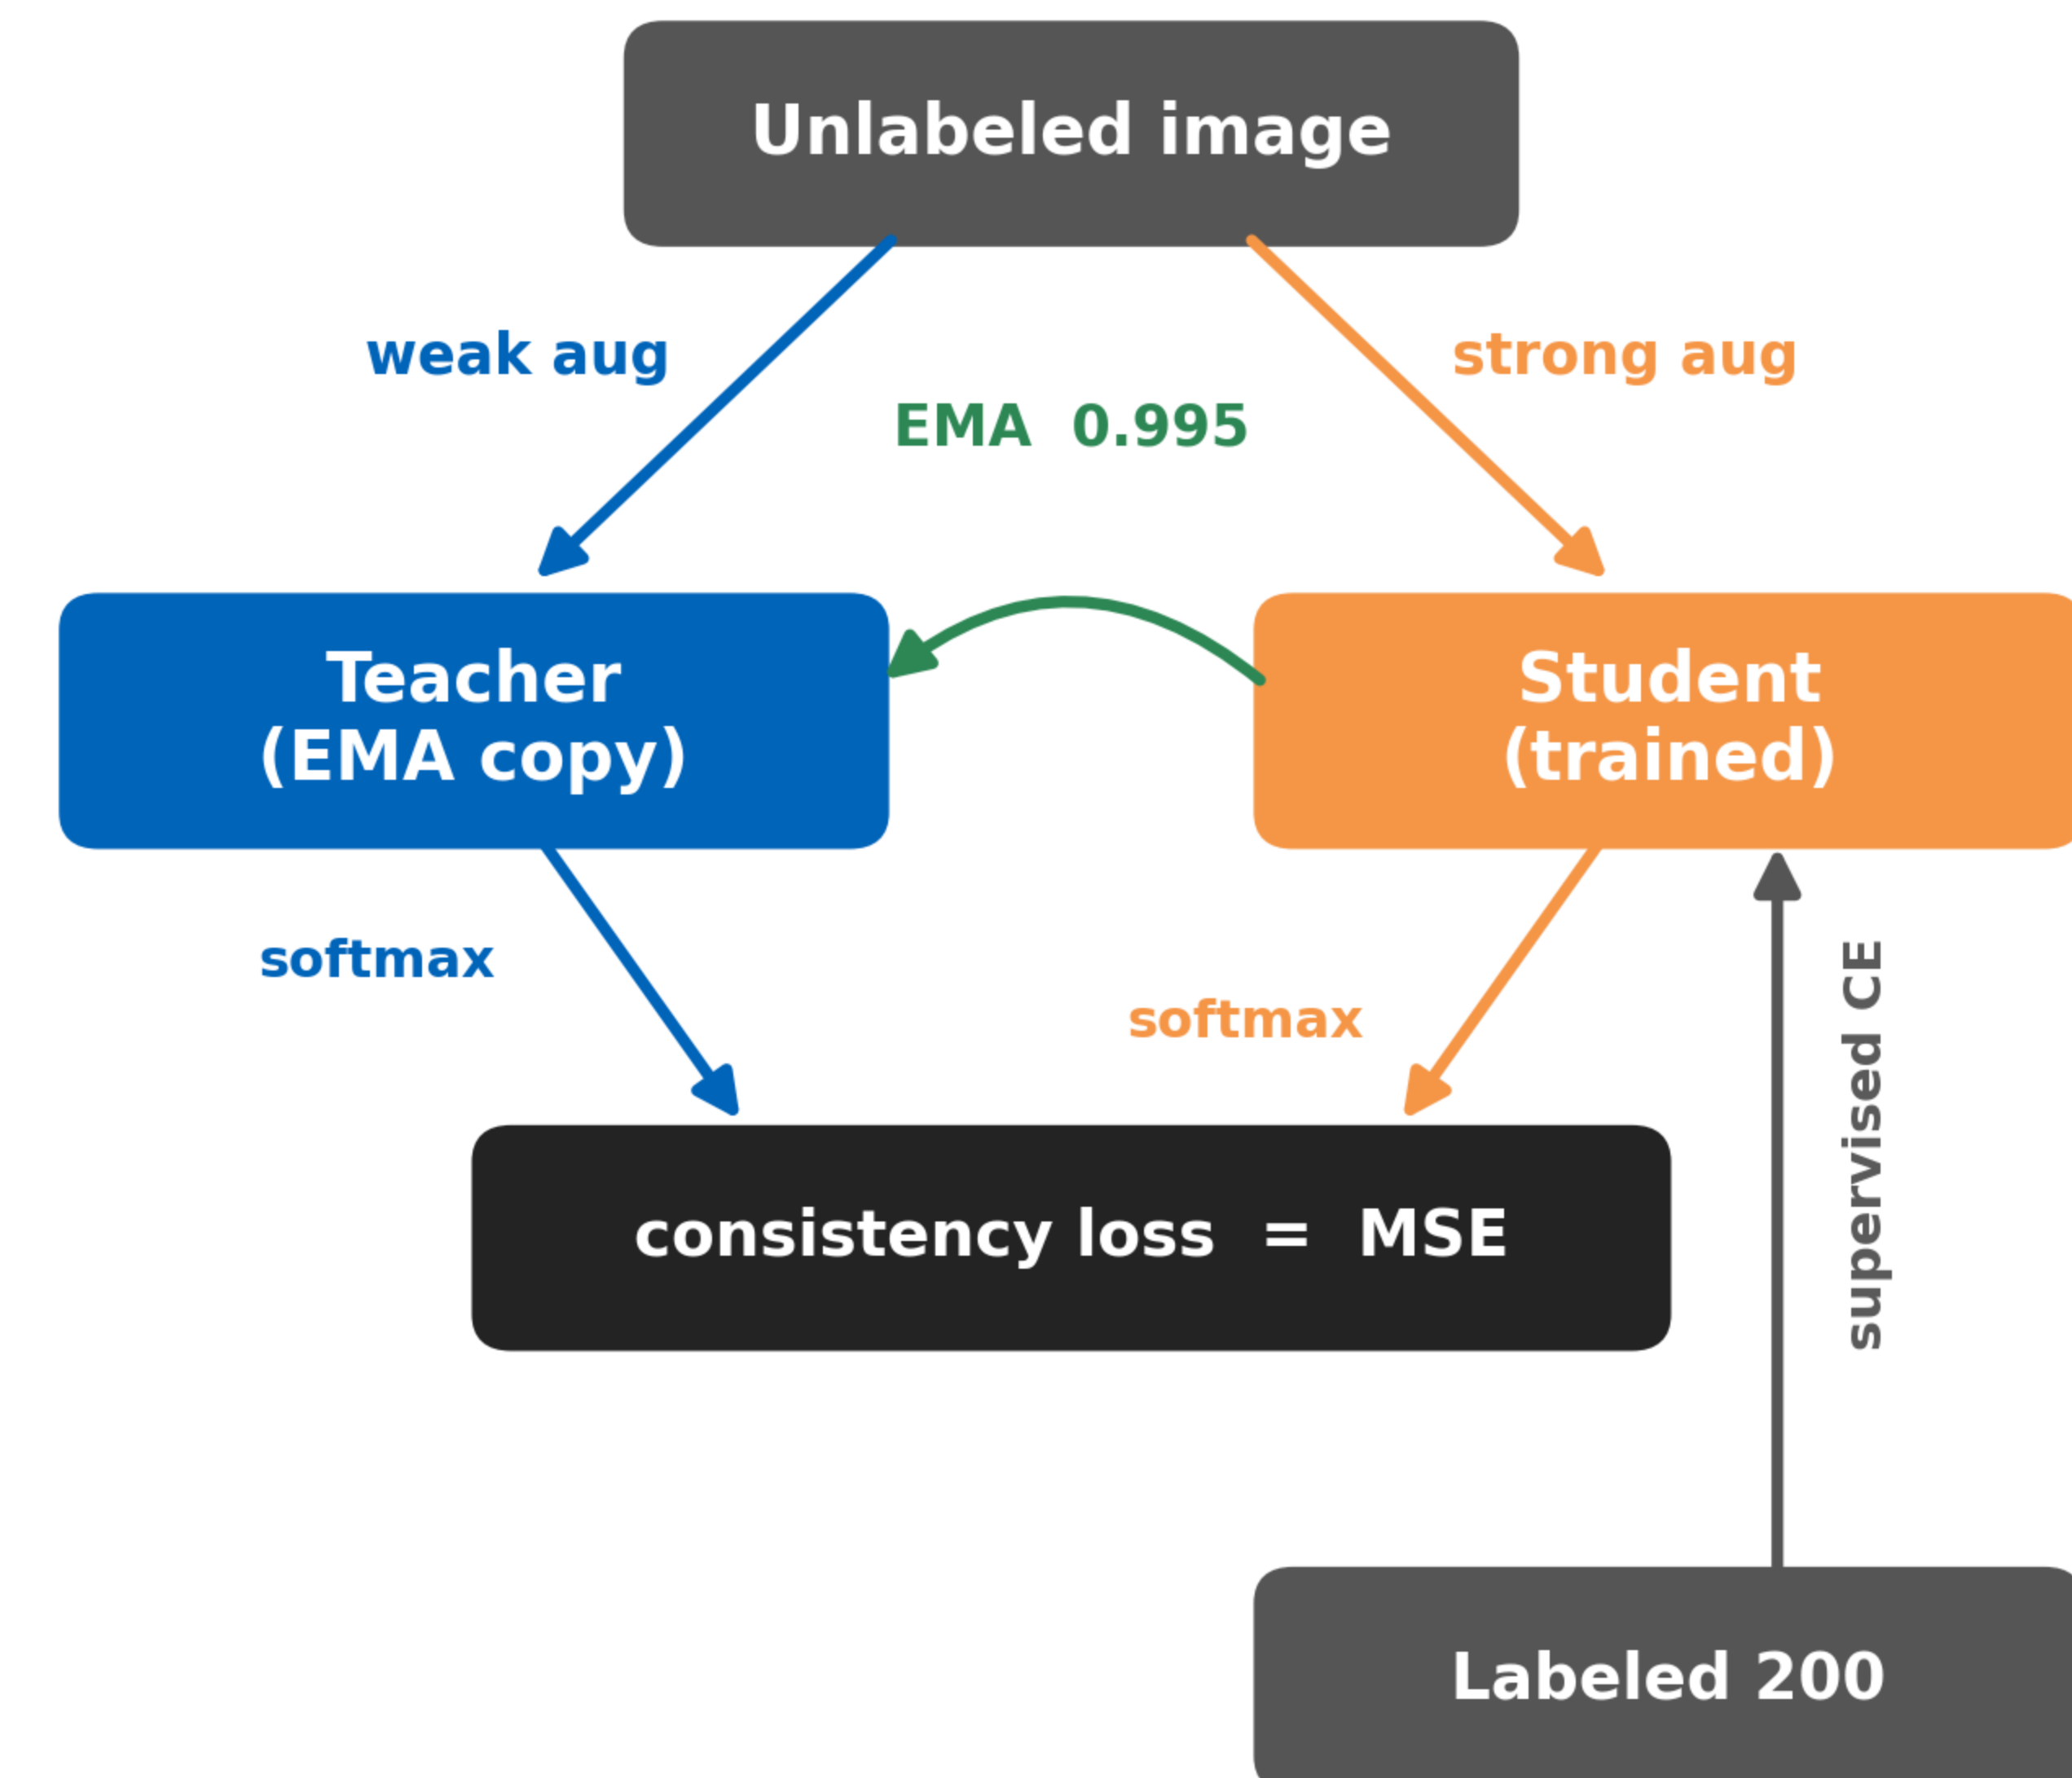 Unlabeled image
weak aug
strong aug
EMA 0.995
Teacher
(EMA copy)
Student
(trained)
softmax
softmax
supervised CE
consistency loss = MSE
Labeled 200